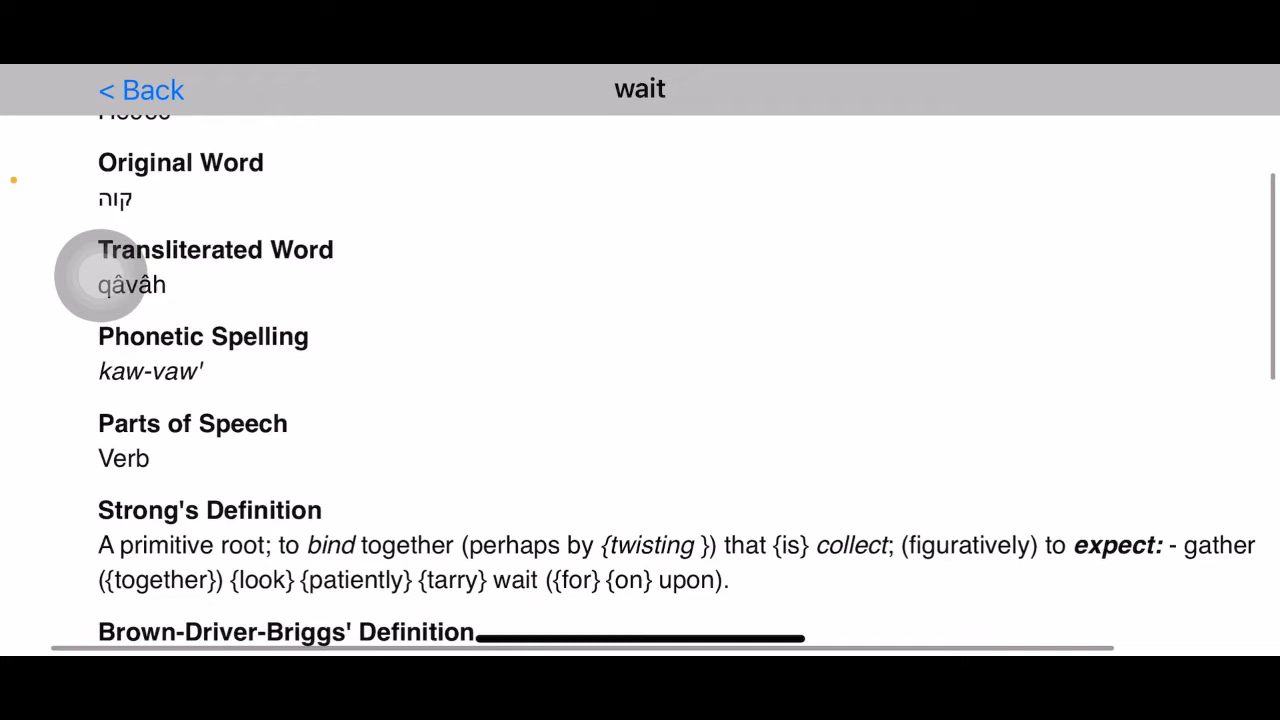 < Back
wait
Original Word
קוה
Transliterated Word
qâvâh
Phonetic Spelling
kaw-vaw'
Parts of Speech
Verb
Strong's Definition
A primitive root; to bind together (perhaps by {twisting }) that {is} collect; (figuratively) to expect: - gather
({together}) {look} {patiently} {tarry} wait ({for} {on} upon).
Brown-Driver-Briggs' Definition